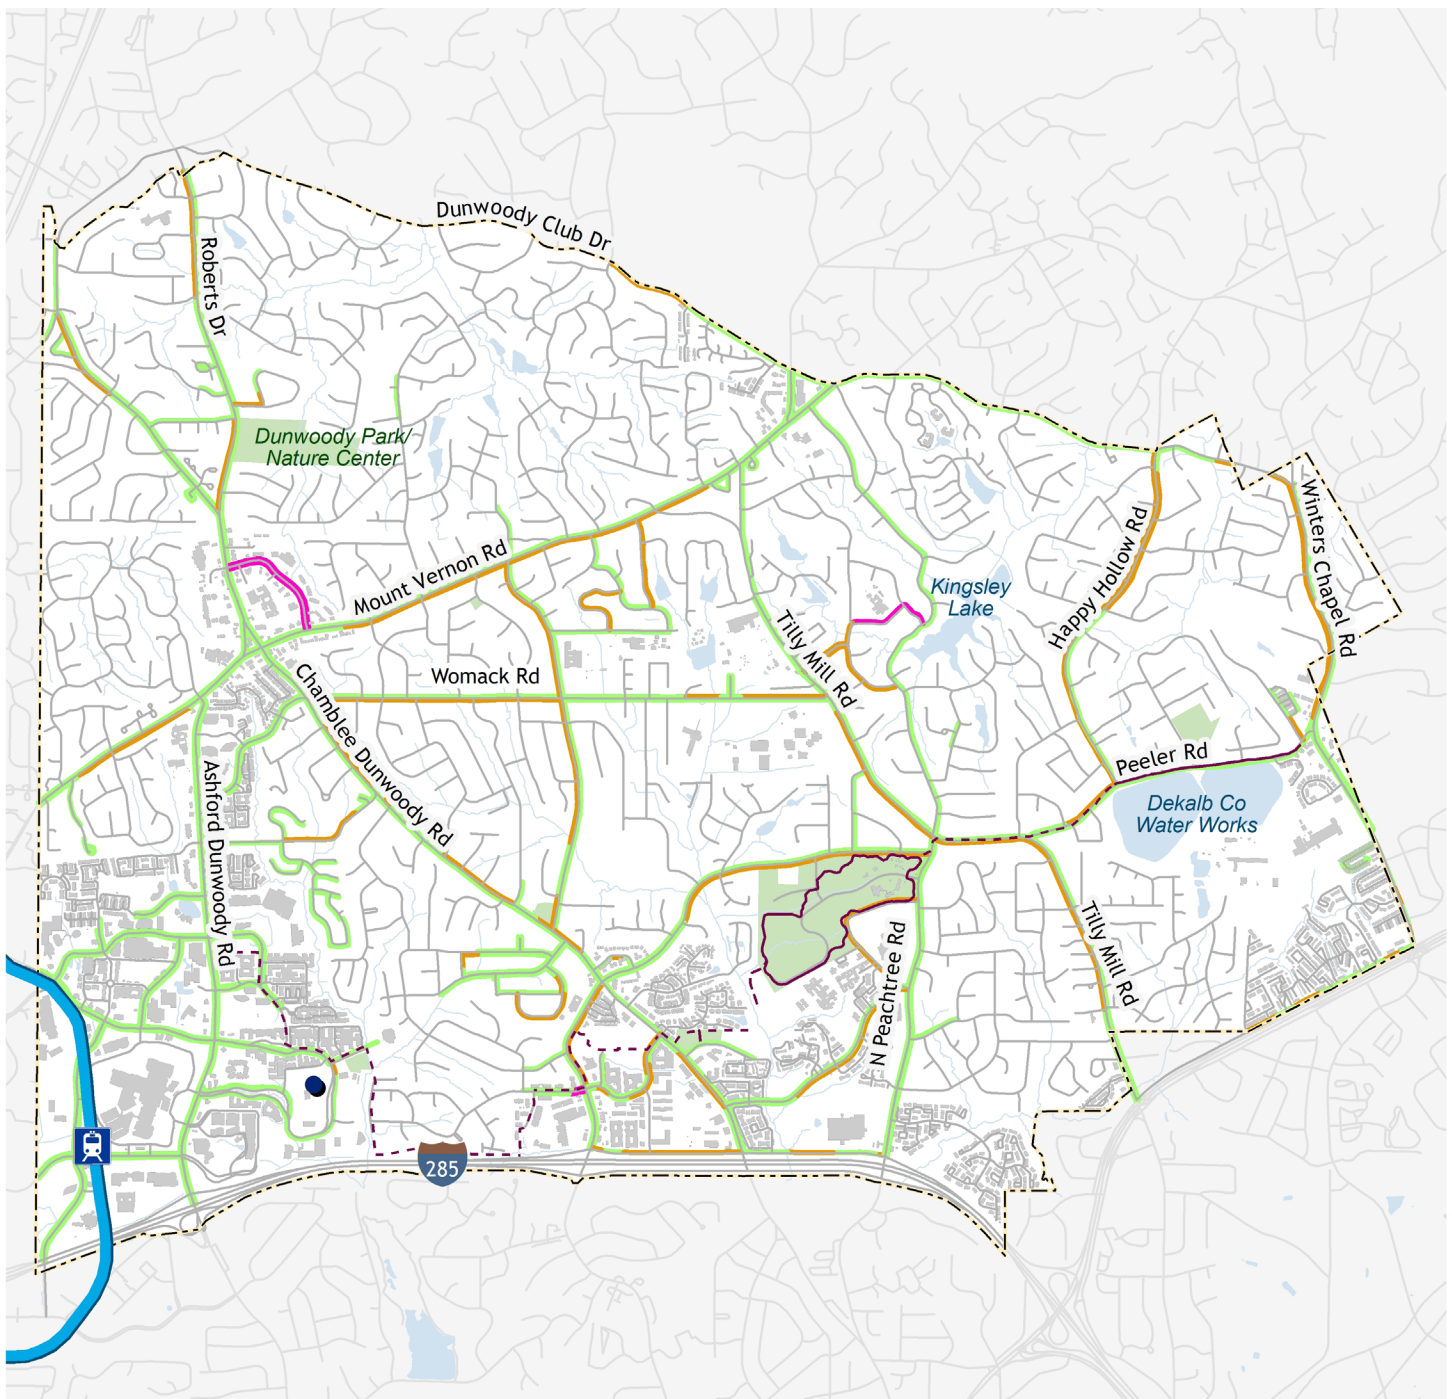 Dunwoody Club Dr
Roberts Dr
Dunwoody Park/
Nature Center
Mount Vernon Rd
Kingsley
Lake
Happy Hollow Rd
Winters Chapel Rd
Womack Rd
Tilly Mill Rd
Chamblee Dunwoody Rd
Ashford Dunwoody Rd
Peeler Rd
Dekalb Co
Water Works
N Peachtree Rd
Tilly Mill Rd
285